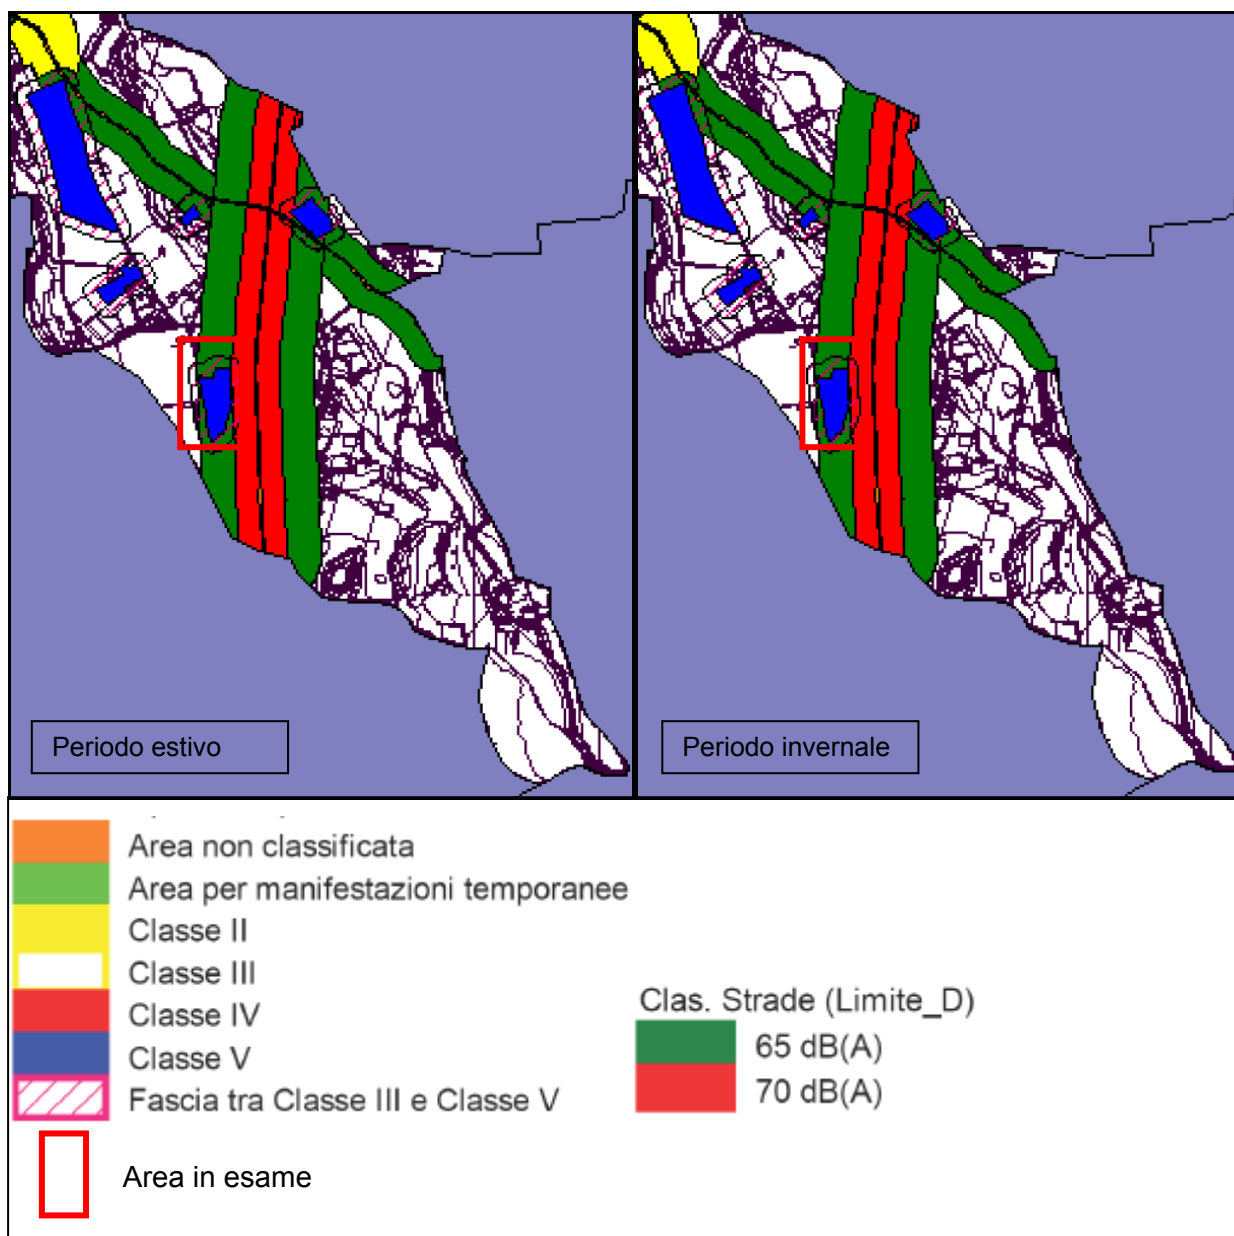 Periodo estivo
Periodo invernale
Area non classificata
Area per manifestazioni temporanee
Classe II
Classe III
Classe IV
Classe V
Fascia tra Classe III e Classe V
Area in esame
Clas. Strade (Limite_D)
65 dB(A)
70 dB(A)